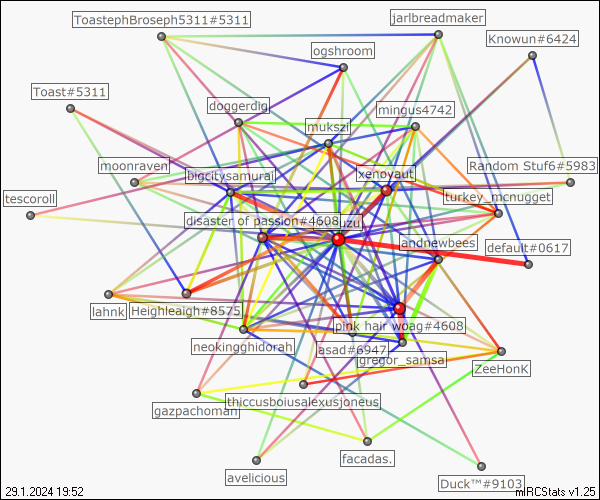 ToastephBroseph5311#5311
jarlbreadmaker
Knowun#6424
ogshroom
Toast#5311
doggerdig
mingus4742
mukszi
moonraven
bigcitysamurai
xenoyaut
Random Stuf6#5983
tescoroll
turkey_mcnugget
disaster of passion#4608
uzu
andnewbees
default#0617
lahnk
Heighleaigh#8575
pink hair woag#4608
neokingghidorah
asad#6947
gregor_samsa
ZeeHonK
gazpachoman
thiccusboiusalexusjoneus
facadas.
avelicious
Duck™#9103
29.1.2024 19:52
mIRCStats v1.25